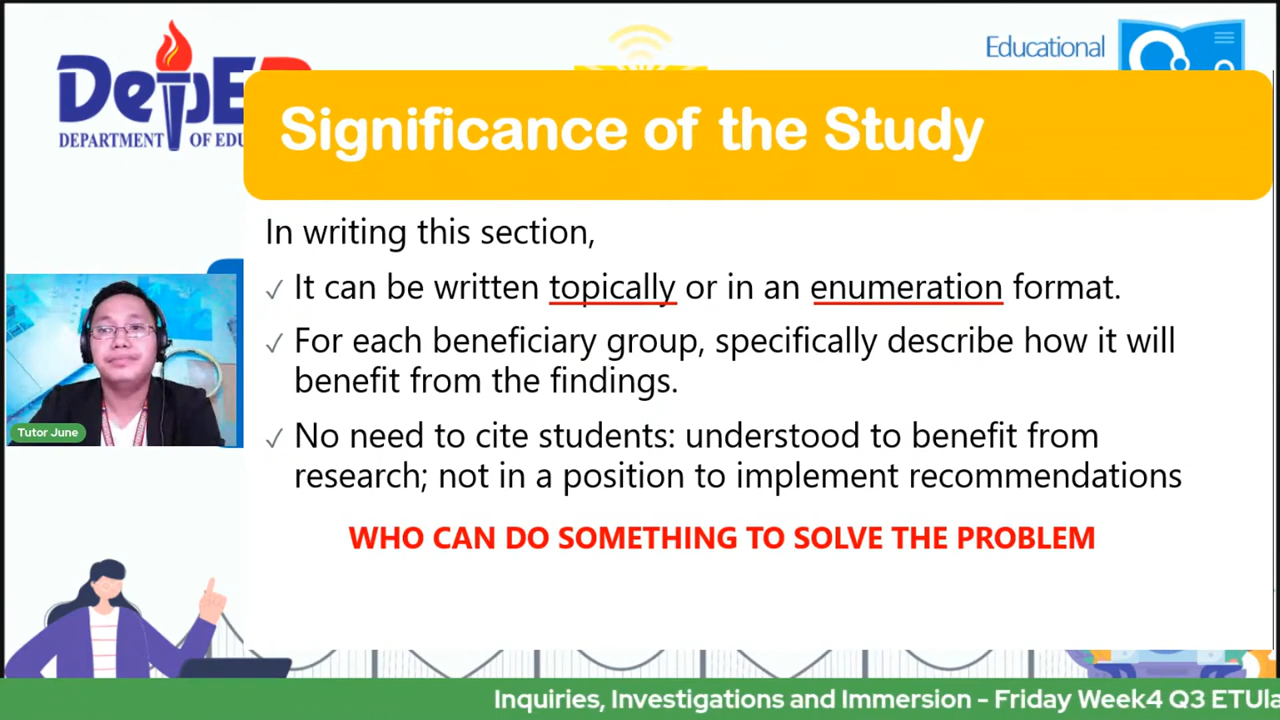 DepE
DEPARTMENT OF EDU
Educational
Significance of the Study
In writing this section,
✓ It can be written topically or in an enumeration format.
✓ For each beneficiary group, specifically describe how it will
benefit from the findings.
✓ No need to cite students: understood to benefit from
research; not in a position to implement recommendations
WHO CAN DO SOMETHING TO SOLVE THE PROBLEM
Tutor June
Inquiries, Investigations and Immersion - Friday Week4 Q3 ETUla